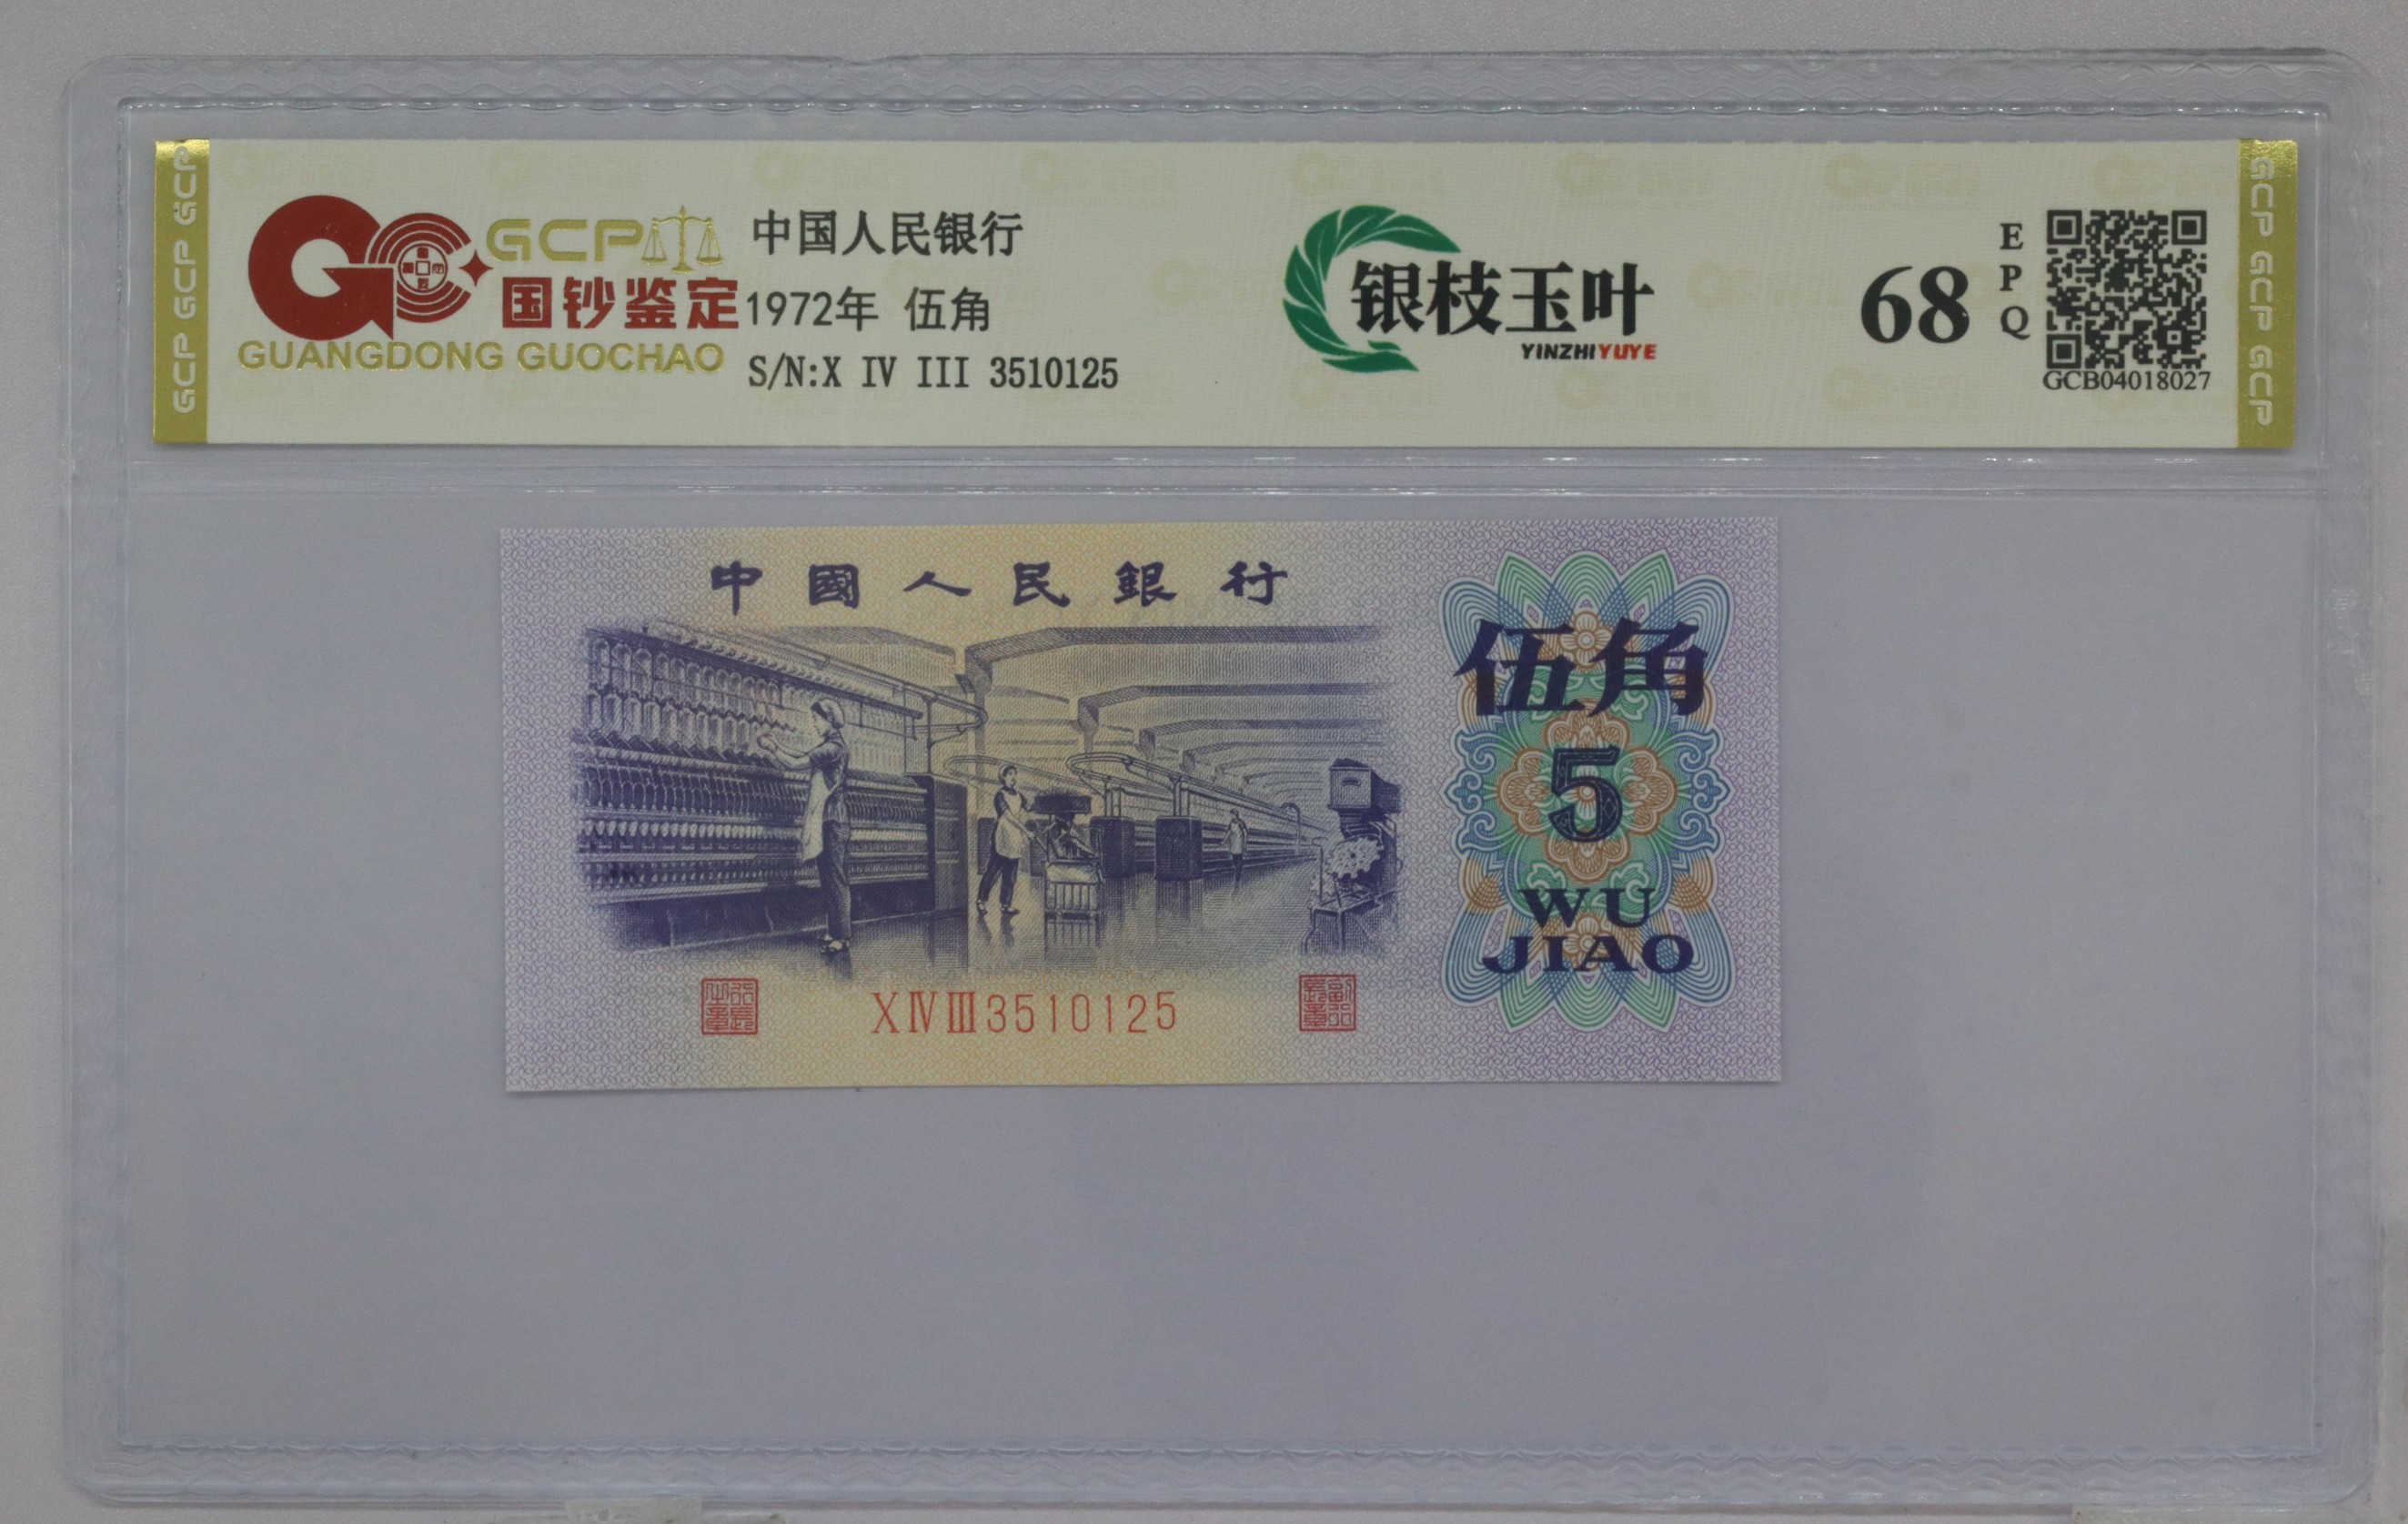 GCP GCP GCP
GCP
国钞鉴定
GUANGDONG GUOCHAO
中国人民银行
1972年 伍角
S/N:X IV III 3510125
银枝玉叶
YINZHIYUYE
68
EPQ
GCB04018027
GCP GCP GCP
中國人民銀行
伍角
5
WU
JIAO
XⅣⅢ3510125